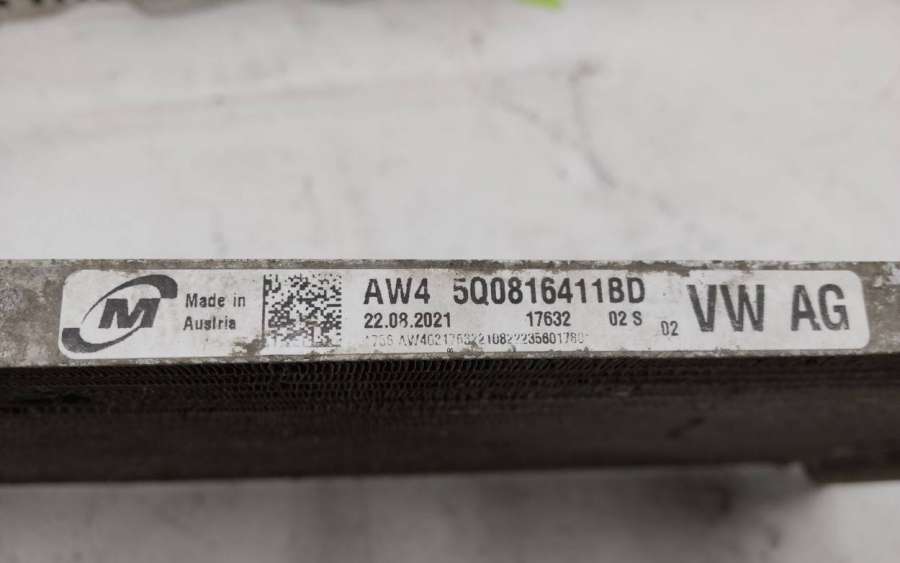 M
Made in
Austria
AW4 5Q0816411BD
22.08.2021 17632 02 S
02
VW AG